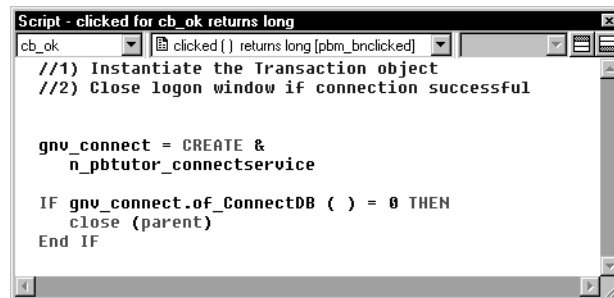 Script - clicked for cb_ok returns long
cb_ok clicked ( ) returns long [pbm_bnclicked]
//1) Instantiate the Transaction object
//2) Close logon window if connection successful
gnv_connect = CREATE &
n_pbtutor_connectservice
IF gnv_connect.of_ConnectDB ( ) = 0 THEN
close (parent)
End IF